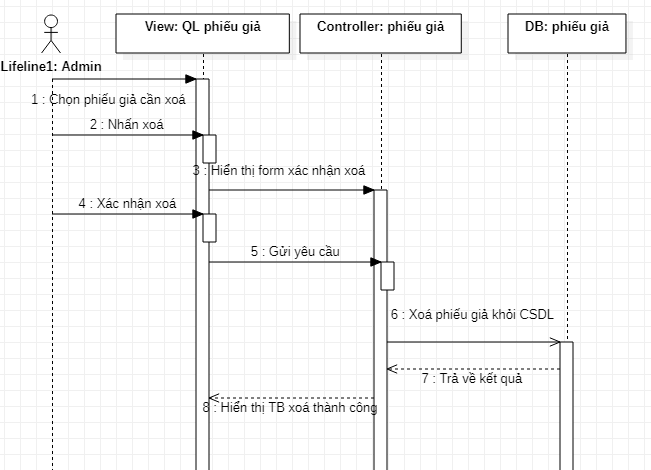 View: QL phiếu giả
Controller: phiếu giả
DB: phiếu giả
Lifeline1: Admin
1 : Chọn phiếu giả cần xoá
2 : Nhấn xoá
3 : Hiển thị form xác nhận xoá
4 : Xác nhận xoá
5 : Gửi yêu cầu
6 : Xoá phiếu giả khỏi CSDL
7 : Trả về kết quả
8 : Hiển thị TB xoá thành công